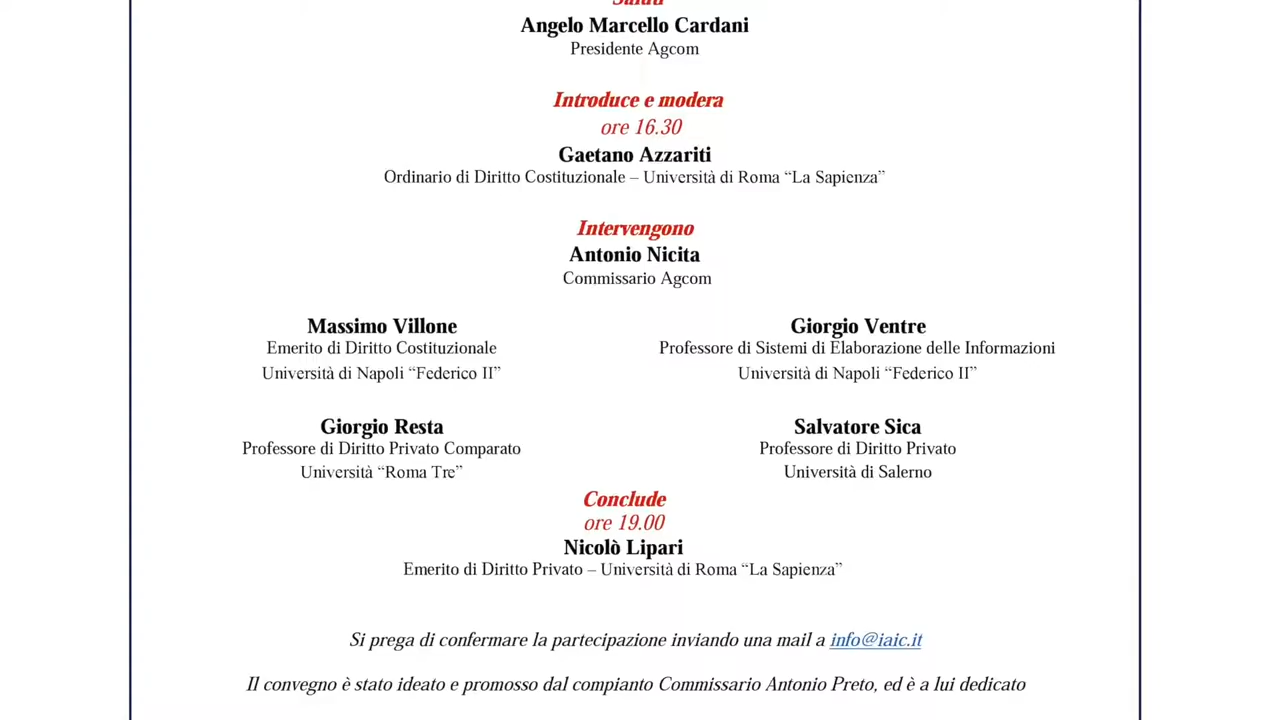 Saluti
Angelo Marcello Cardani
Presidente Agcom
Introduce e modera
ore 16.30
Gaetano Azzariti
Ordinario di Diritto Costituzionale – Università di Roma “La Sapienza”
Intervengono
Antonio Nicita
Commissario Agcom
Massimo Villone
Emerito di Diritto Costituzionale
Università di Napoli “Federico II”
Giorgio Ventre
Professore di Sistemi di Elaborazione delle Informazioni
Università di Napoli “Federico II”
Giorgio Resta
Professore di Diritto Privato Comparato
Università “Roma Tre”
Salvatore Sica
Professore di Diritto Privato
Università di Salerno
Conclude
ore 19.00
Nicolò Lipari
Emerito di Diritto Privato – Università di Roma “La Sapienza”
Si prega di confermare la partecipazione inviando una mail a info@iaic.it
Il convegno è stato ideato e promosso dal compianto Commissario Antonio Preto, ed è a lui dedicato